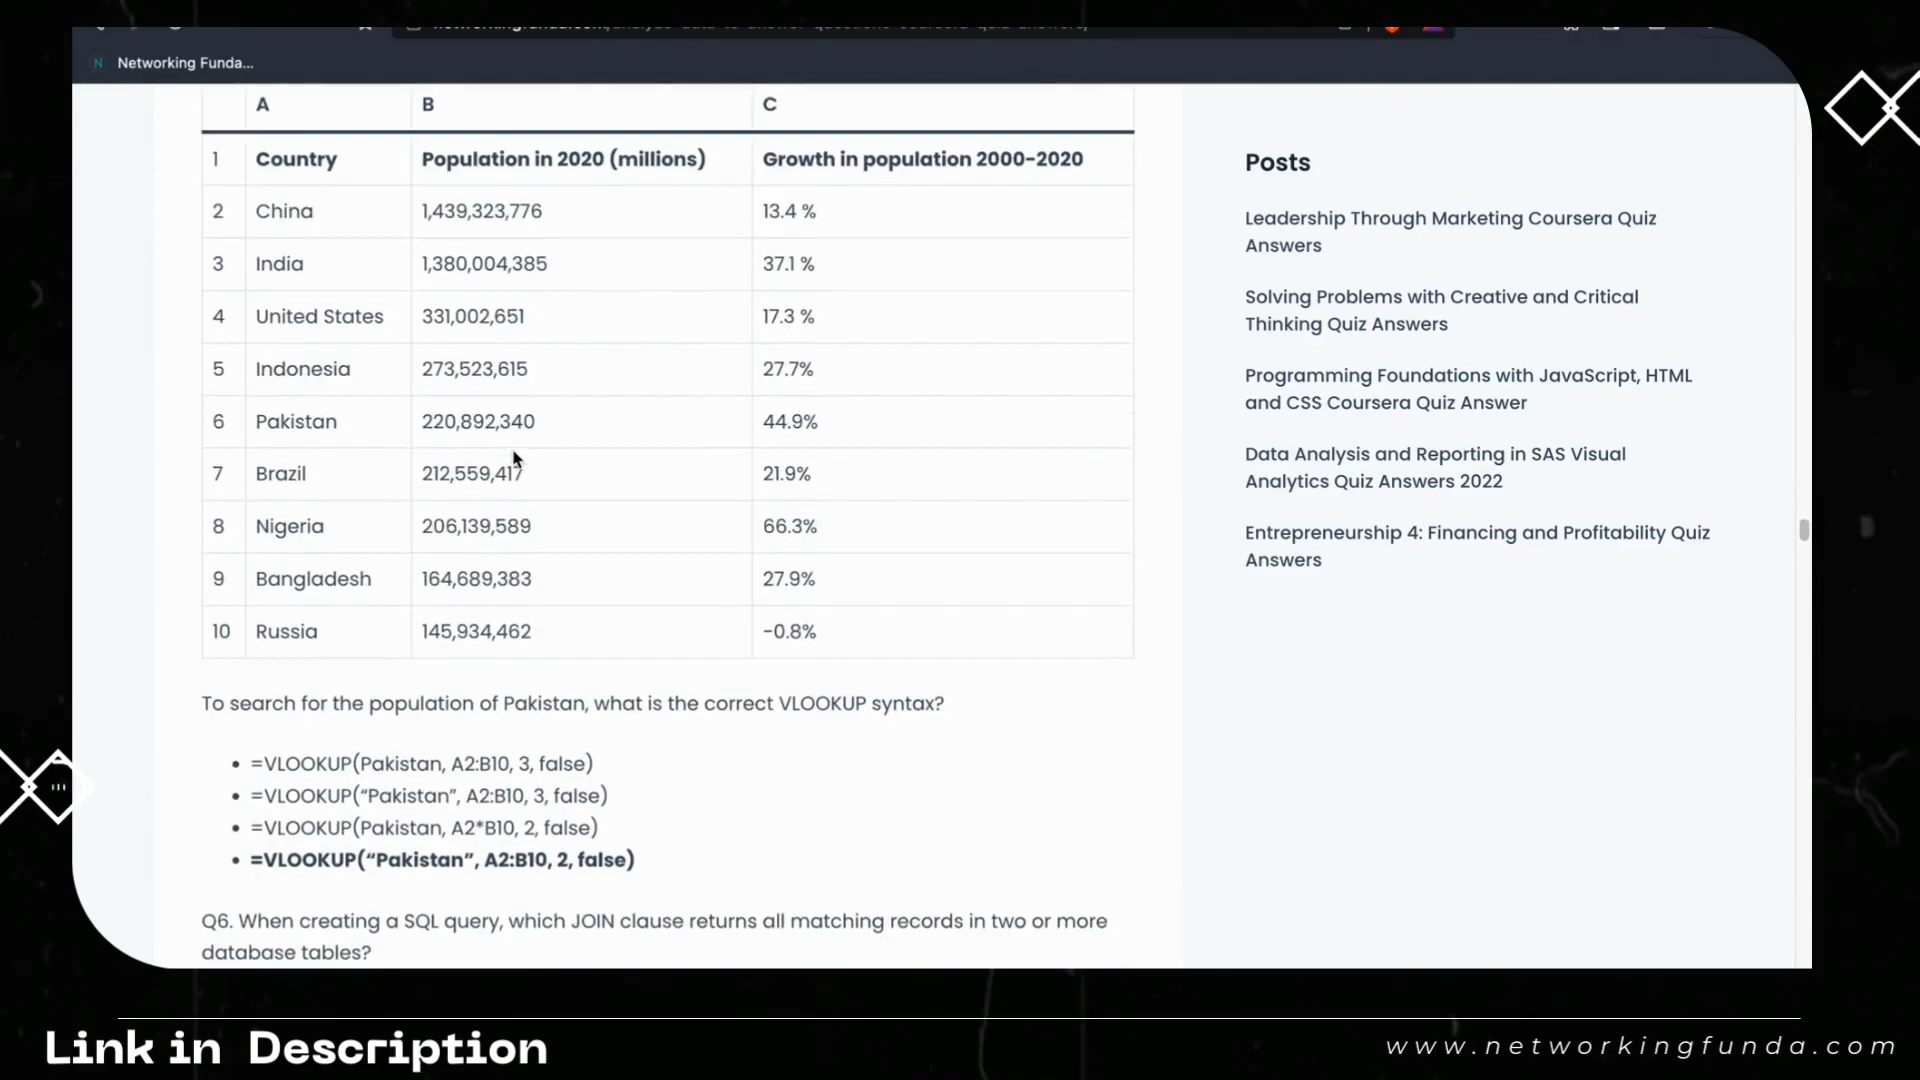 Networking Funda...
A B C
1 Country Population in 2020 (millions) Growth in population 2000-2020
2 China 1,439,323,776 13.4 %
3 India 1,380,004,385 37.1 %
4 United States 331,002,651 17.3 %
5 Indonesia 273,523,615 27.7%
6 Pakistan 220,892,340 44.9%
7 Brazil 212,559,417 21.9%
8 Nigeria 206,139,589 66.3%
9 Bangladesh 164,689,383 27.9%
10 Russia 145,934,462 -0.8%
To search for the population of Pakistan, what is the correct VLOOKUP syntax?
• =VLOOKUP(Pakistan, A2:B10, 3, false)
• =VLOOKUP(“Pakistan”, A2:B10, 3, false)
• =VLOOKUP(Pakistan, A2*B10, 2, false)
• =VLOOKUP(“Pakistan”, A2:B10, 2, false)
Q6. When creating a SQL query, which JOIN clause returns all matching records in two or more
database tables?
Posts
Leadership Through Marketing Coursera Quiz
Answers
Solving Problems with Creative and Critical
Thinking Quiz Answers
Programming Foundations with JavaScript, HTML
and CSS Coursera Quiz Answer
Data Analysis and Reporting in SAS Visual
Analytics Quiz Answers 2022
Entrepreneurship 4: Financing and Profitability Quiz
Answers
Link in Description
www.networkingfunda.com